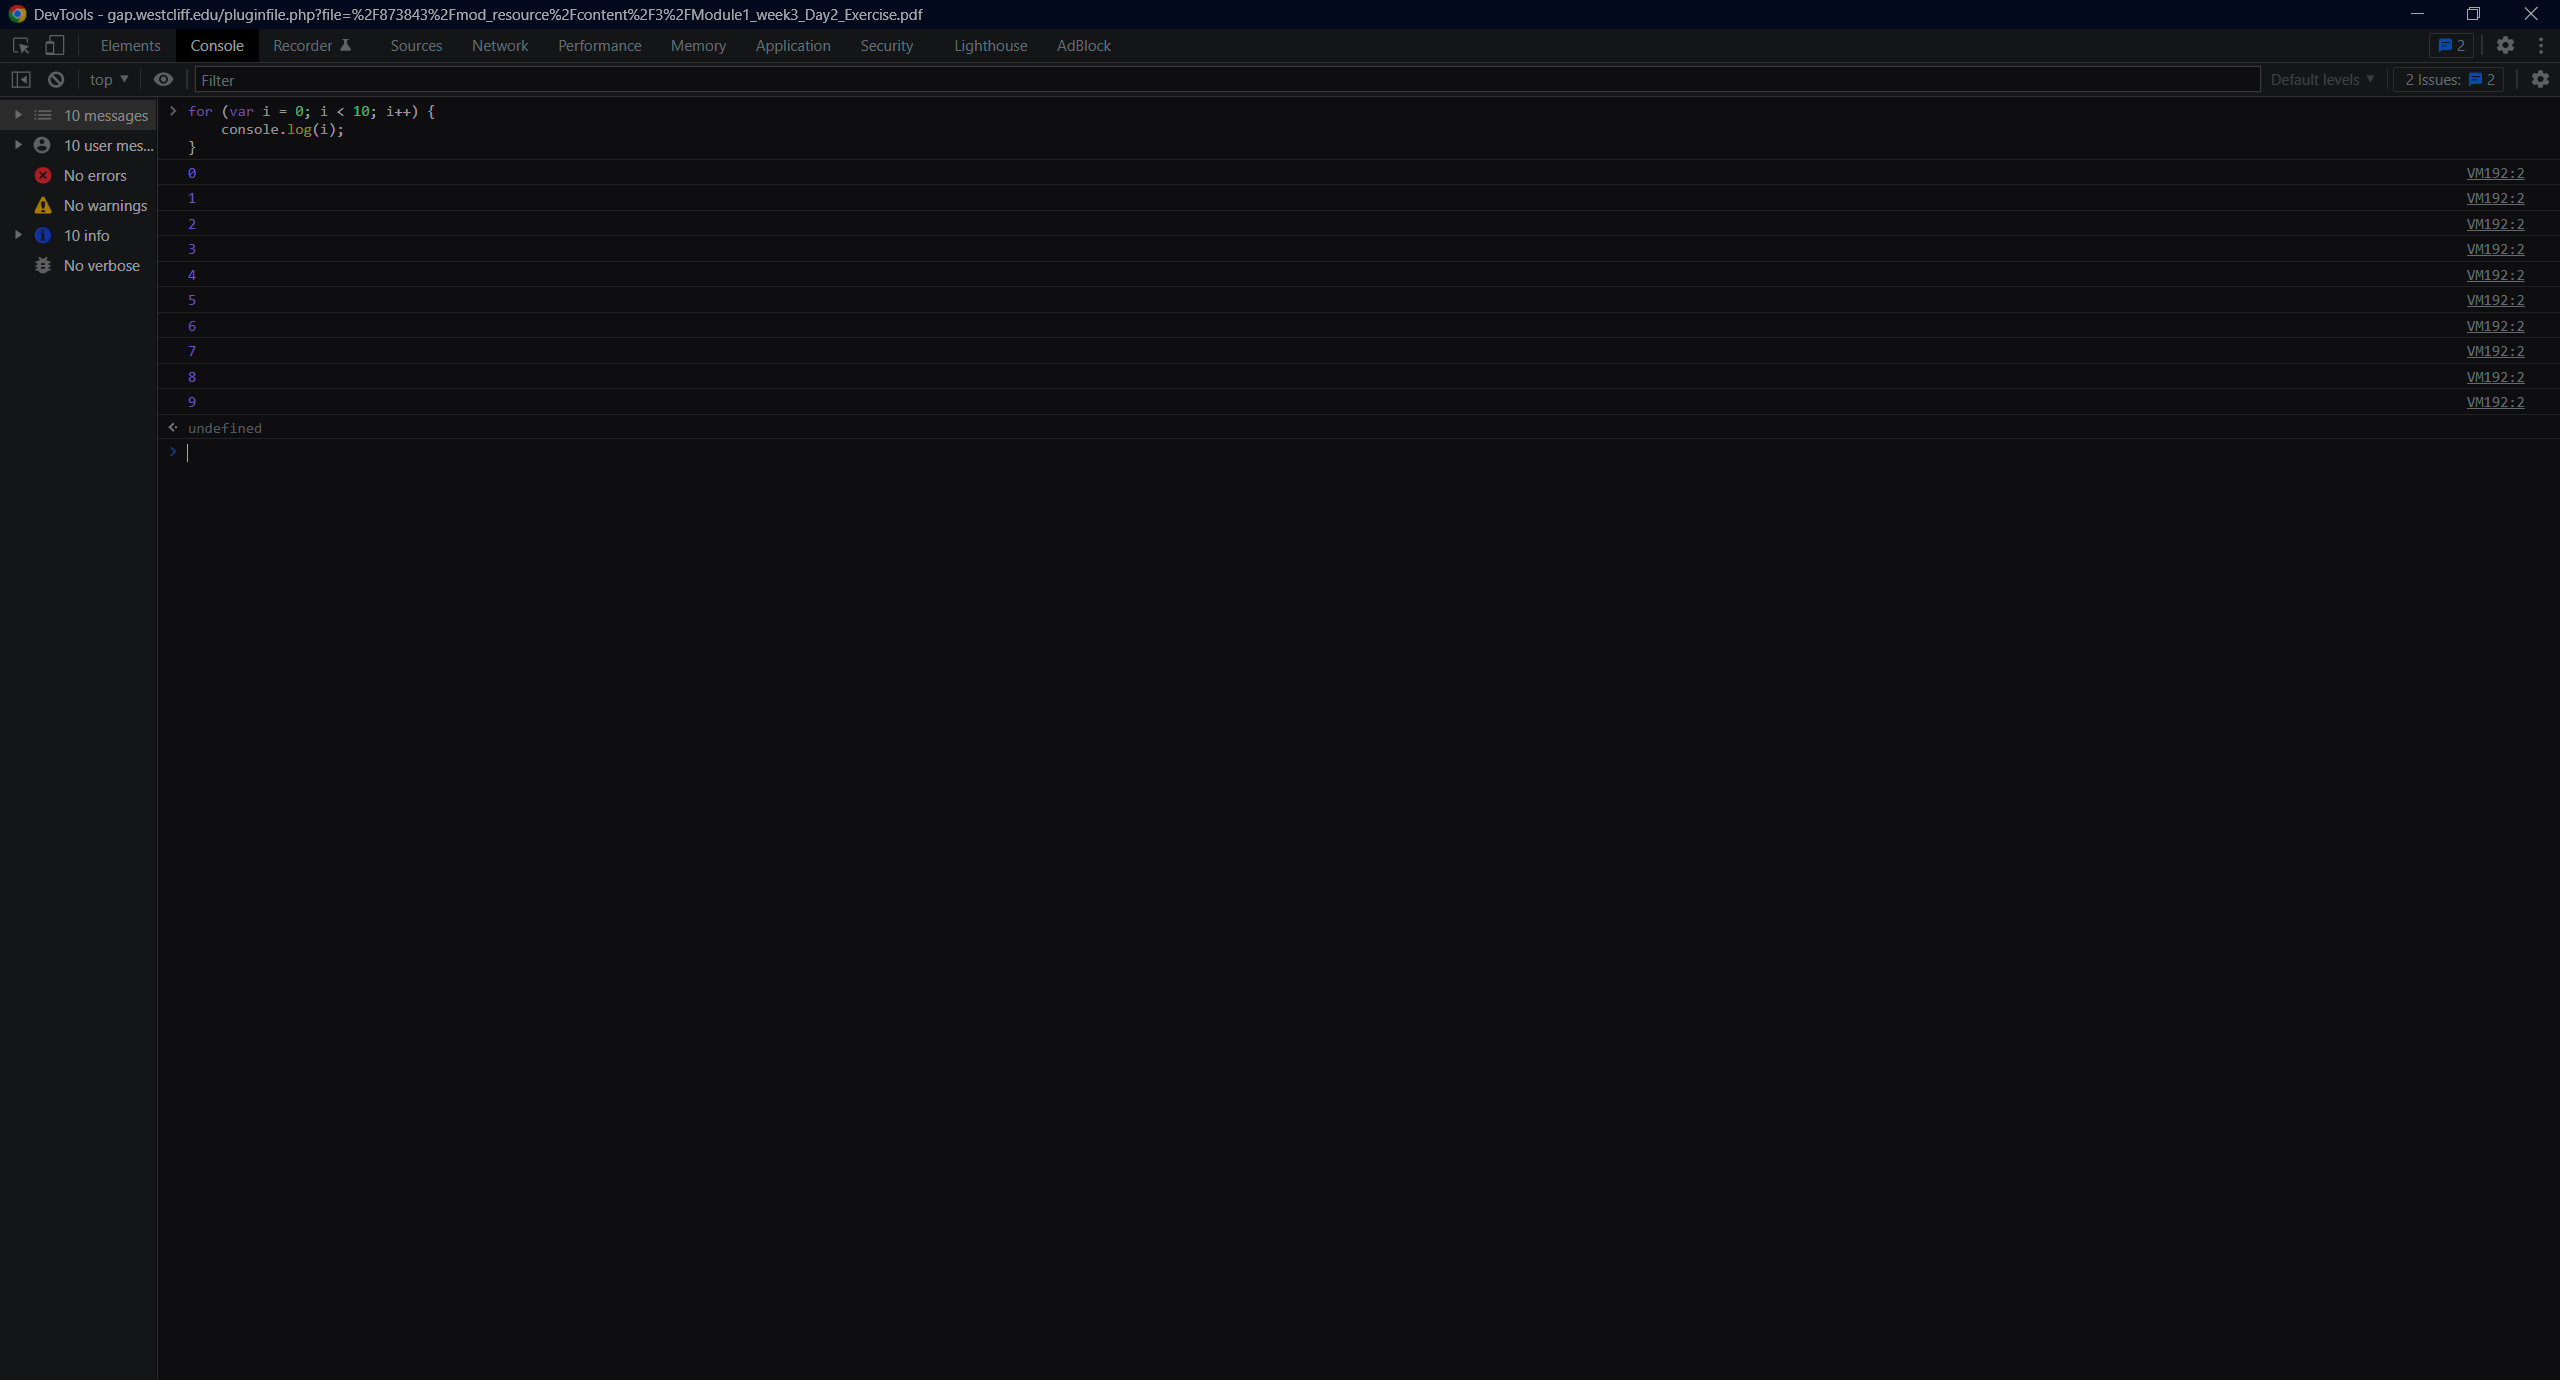 DevTools - gap.westcliff.edu/pluginfile.php?file=%2F873843%2Fmod_resource%2Fcontent%2F3%2FModule1_week3_Day2_Exercise.pdf
Elements Console Recorder Sources Network Performance Memory Application Security Lighthouse AdBlock 2
top Filter Default levels 2 Issues: 2
10 messages
10 user mes...
No errors
No warnings
10 info
No verbose
for (var i = 0; i < 10; i++) {
    console.log(i);
}
0 VM192:2
1 VM192:2
2 VM192:2
3 VM192:2
4 VM192:2
5 VM192:2
6 VM192:2
7 VM192:2
8 VM192:2
9 VM192:2
undefined